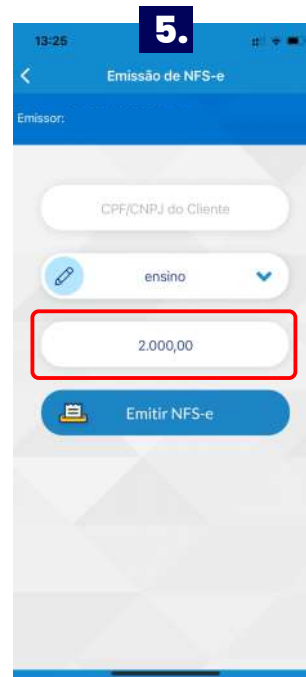 5.
13:25
Emissão de NFS-e
Emissor:
CPF/CNPJ do Cliente
ensino
2.000,00
Emitir NFS-e